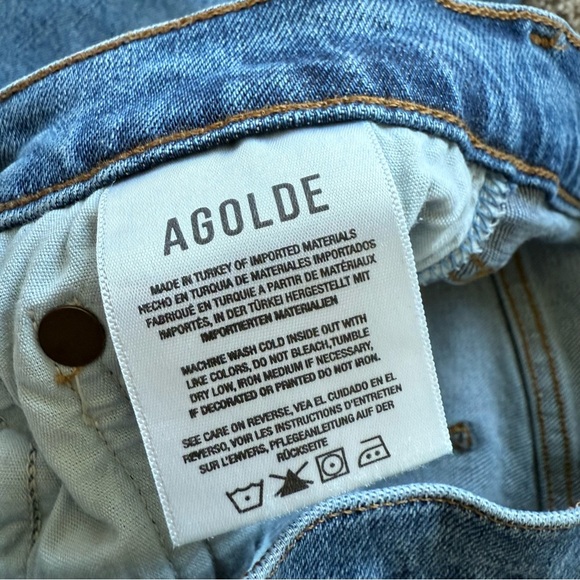 AGOLDE
MADE IN TURKEY OF IMPORTED MATERIALS
HECHO EN TURQUIA DE MATERIALES IMPORTADOS
FABRIQUÉ EN TURQUIE A PARTIR DE MATÉRIAUX
IMPORTÉS, IN DER TÜRKEI HERGESTELLT MIT
IMPORTIERTEN MATERIALIEN
MACHINE WASH COLD INSIDE OUT WITH
LIKE COLORS, DO NOT BLEACH,TUMBLE
DRY LOW, IRON MEDIUM IF NECESSARY,
IF DECORATED OR PRINTED DO NOT IRON.
SEE CARE ON REVERSE, VEA EL CUIDADO EN EL
REVERSO, VOIR LES INSTRUCTIONS D'ENTRETIEN
SUR L'ENVERS, PFLEGEANLEITUNG AUF DER
RÜCKSEITE